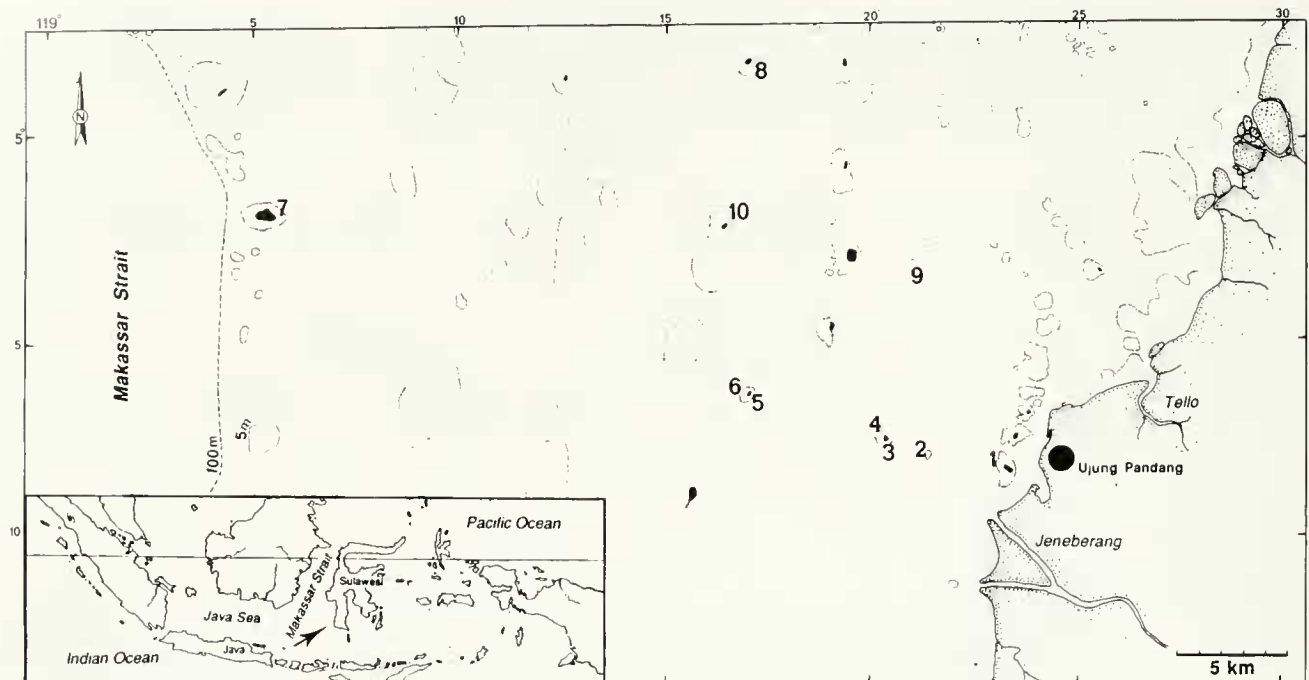 119° 5 10 15 20 25 30
N
5°
5
10
8
7
10
9
6
5
4
3
2
1
Makassar Strait
100m
5m
Tello
Ujung Pandang
Jeneberang
5 km
Pacific Ocean
Makassar Strait
Sulawesi
Java Sea
Java
Indian Ocean